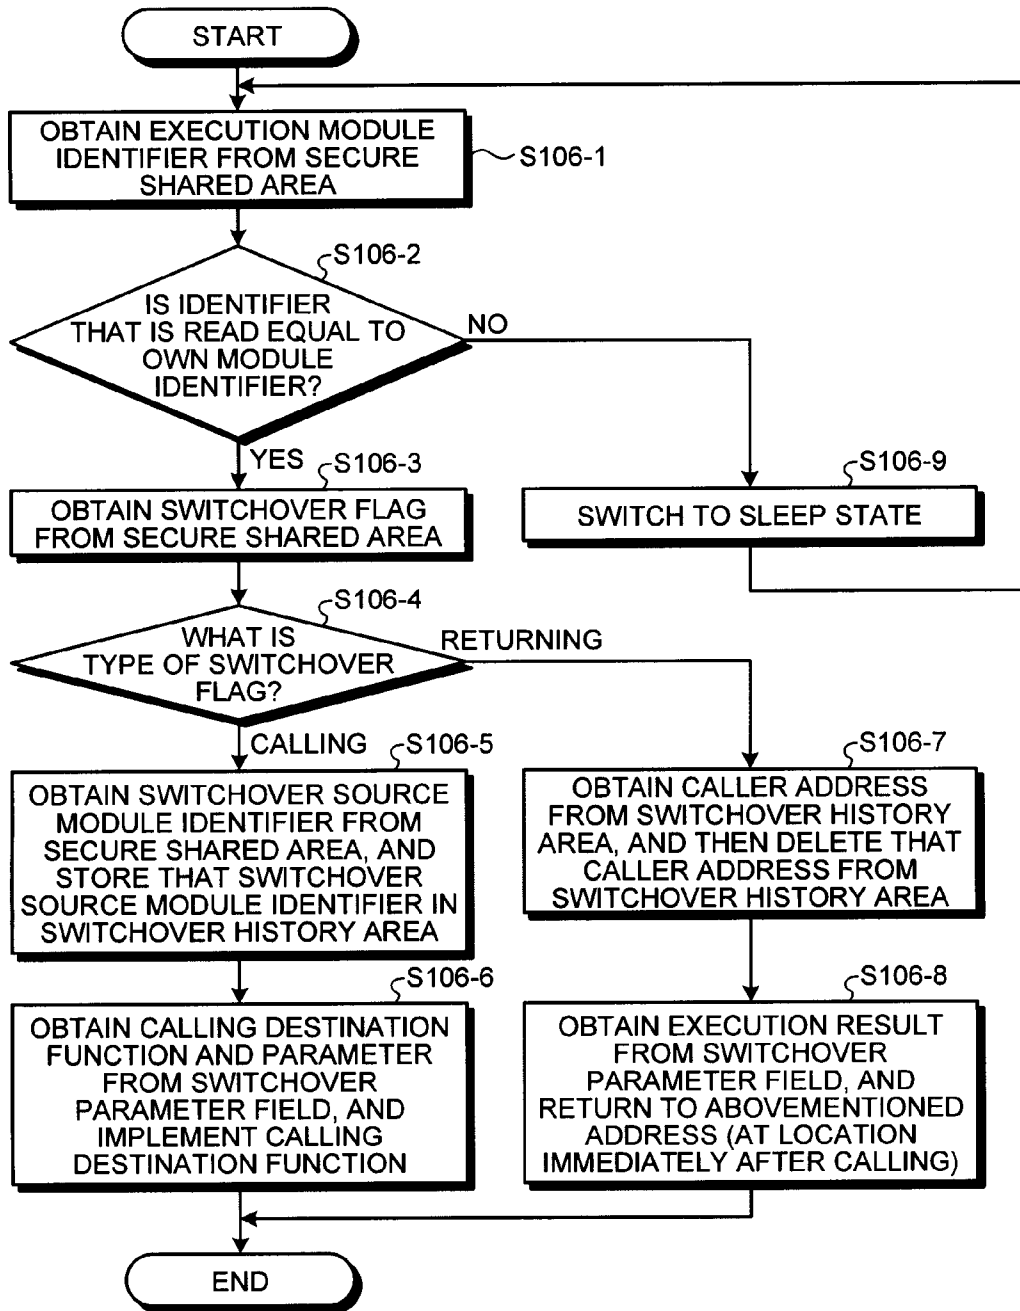 START
OBTAIN EXECUTION MODULE
IDENTIFIER FROM SECURE
SHARED AREA
S106-1
S106-2
IS IDENTIFIER
THAT IS READ EQUAL TO
OWN MODULE
IDENTIFIER?
NO
YES
S106-3
OBTAIN SWITCHOVER FLAG
FROM SECURE SHARED AREA
S106-9
SWITCH TO SLEEP STATE
S106-4
WHAT IS
TYPE OF SWITCHOVER
FLAG?
RETURNING
CALLING
S106-5
OBTAIN SWITCHOVER SOURCE
MODULE IDENTIFIER FROM
SECURE SHARED AREA, AND
STORE THAT SWITCHOVER
SOURCE MODULE IDENTIFIER IN
SWITCHOVER HISTORY AREA
S106-7
OBTAIN CALLER ADDRESS
FROM SWITCHOVER HISTORY
AREA, AND THEN DELETE THAT
CALLER ADDRESS FROM
SWITCHOVER HISTORY AREA
S106-6
OBTAIN CALLING DESTINATION
FUNCTION AND PARAMETER
FROM SWITCHOVER
PARAMETER FIELD, AND
IMPLEMENT CALLING
DESTINATION FUNCTION
S106-8
OBTAIN EXECUTION RESULT
FROM SWITCHOVER
PARAMETER FIELD, AND
RETURN TO ABOVEMENTIONED
ADDRESS (AT LOCATION
IMMEDIATELY AFTER CALLING)
END